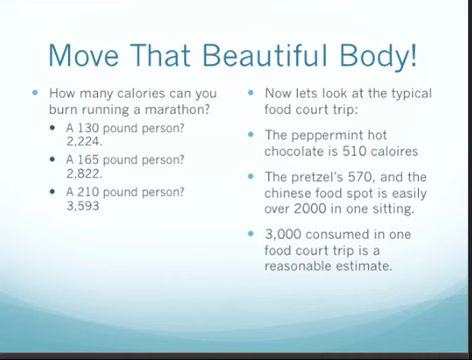 Move That Beautiful Body!
How many calories can you
burn running a marathon?
A 130 pound person?
2,224.
A 165 pound person?
2,822.
A 210 pound person?
3,593
Now lets look at the typical
food court trip:
The peppermint hot
chocolate is 510 caloires
The pretzel's 570, and the
chinese food spot is easily
over 2000 in one sitting.
3,000 consumed in one
food court trip is a
reasonable estimate.